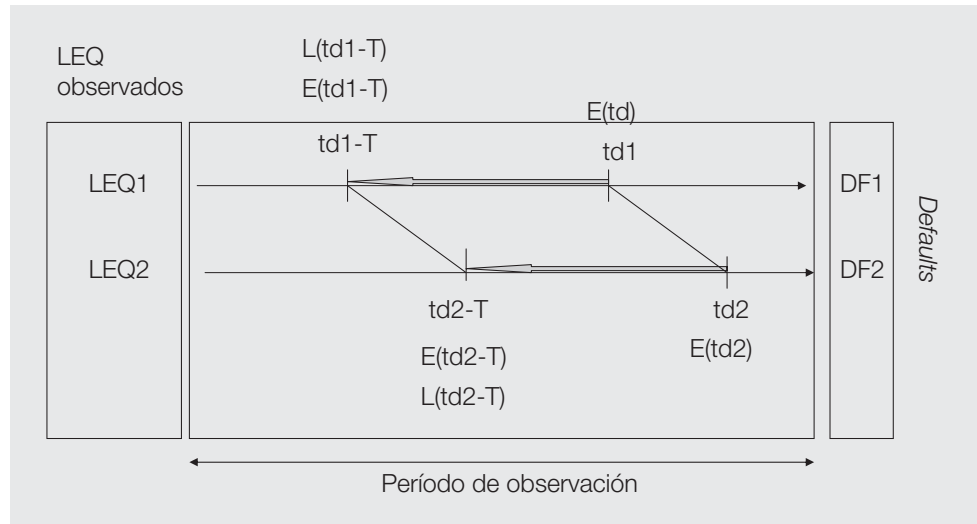 LEQ
observados
L(td1-T)
E(td1-T)
E(td)
td1-T
td1
LEQ1
DF1
LEQ2
DF2
Defaults
td2-T
td2
E(td2-T)
E(td2)
L(td2-T)
Período de observación